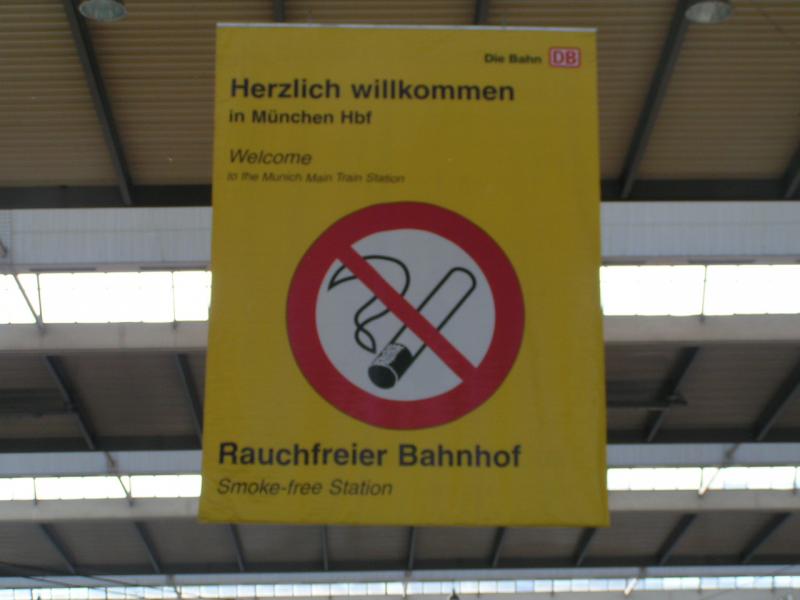 Die Bahn DB
Herzlich willkommen
in München Hbf
Welcome
to the Munich Main Train Station
Rauchfreier Bahnhof
Smoke-free Station